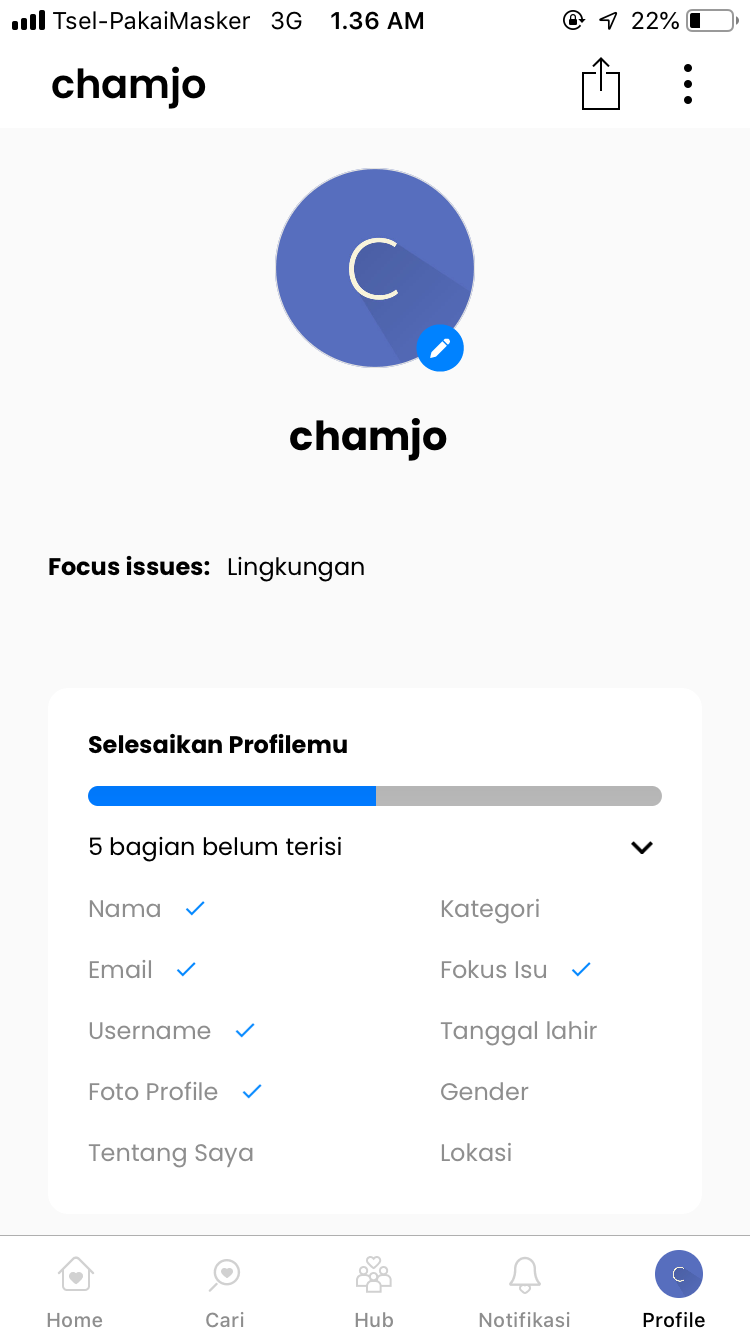 Tsel-PakaiMasker 3G 1.36 AM 22%
chamjo
C
chamjo
Focus issues: Lingkungan
Selesaikan Profilemu
5 bagian belum terisi
Nama Kategori
Email Fokus Isu
Username Tanggal lahir
Foto Profile Gender
Tentang Saya Lokasi
C
Home Cari Hub Notifikasi Profile